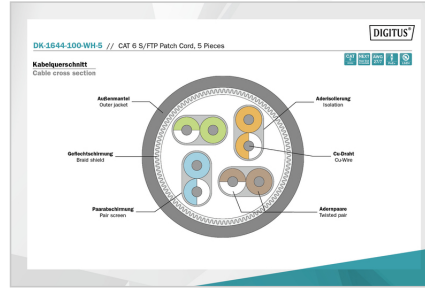 DIGITUS®
DK-1644-100-WH-5 // CAT 6 S/FTP Patch Cord, 5 Pieces
Kabelquerschnitt
Cable cross section
Außenmantel
Outer jacket
Aderisolierung
Isolation
Geflechtschirmung
Braid shield
Cu-Draht
Cu-Wire
Paarabschirmung
Pair screen
Adernpaare
Twisted pair